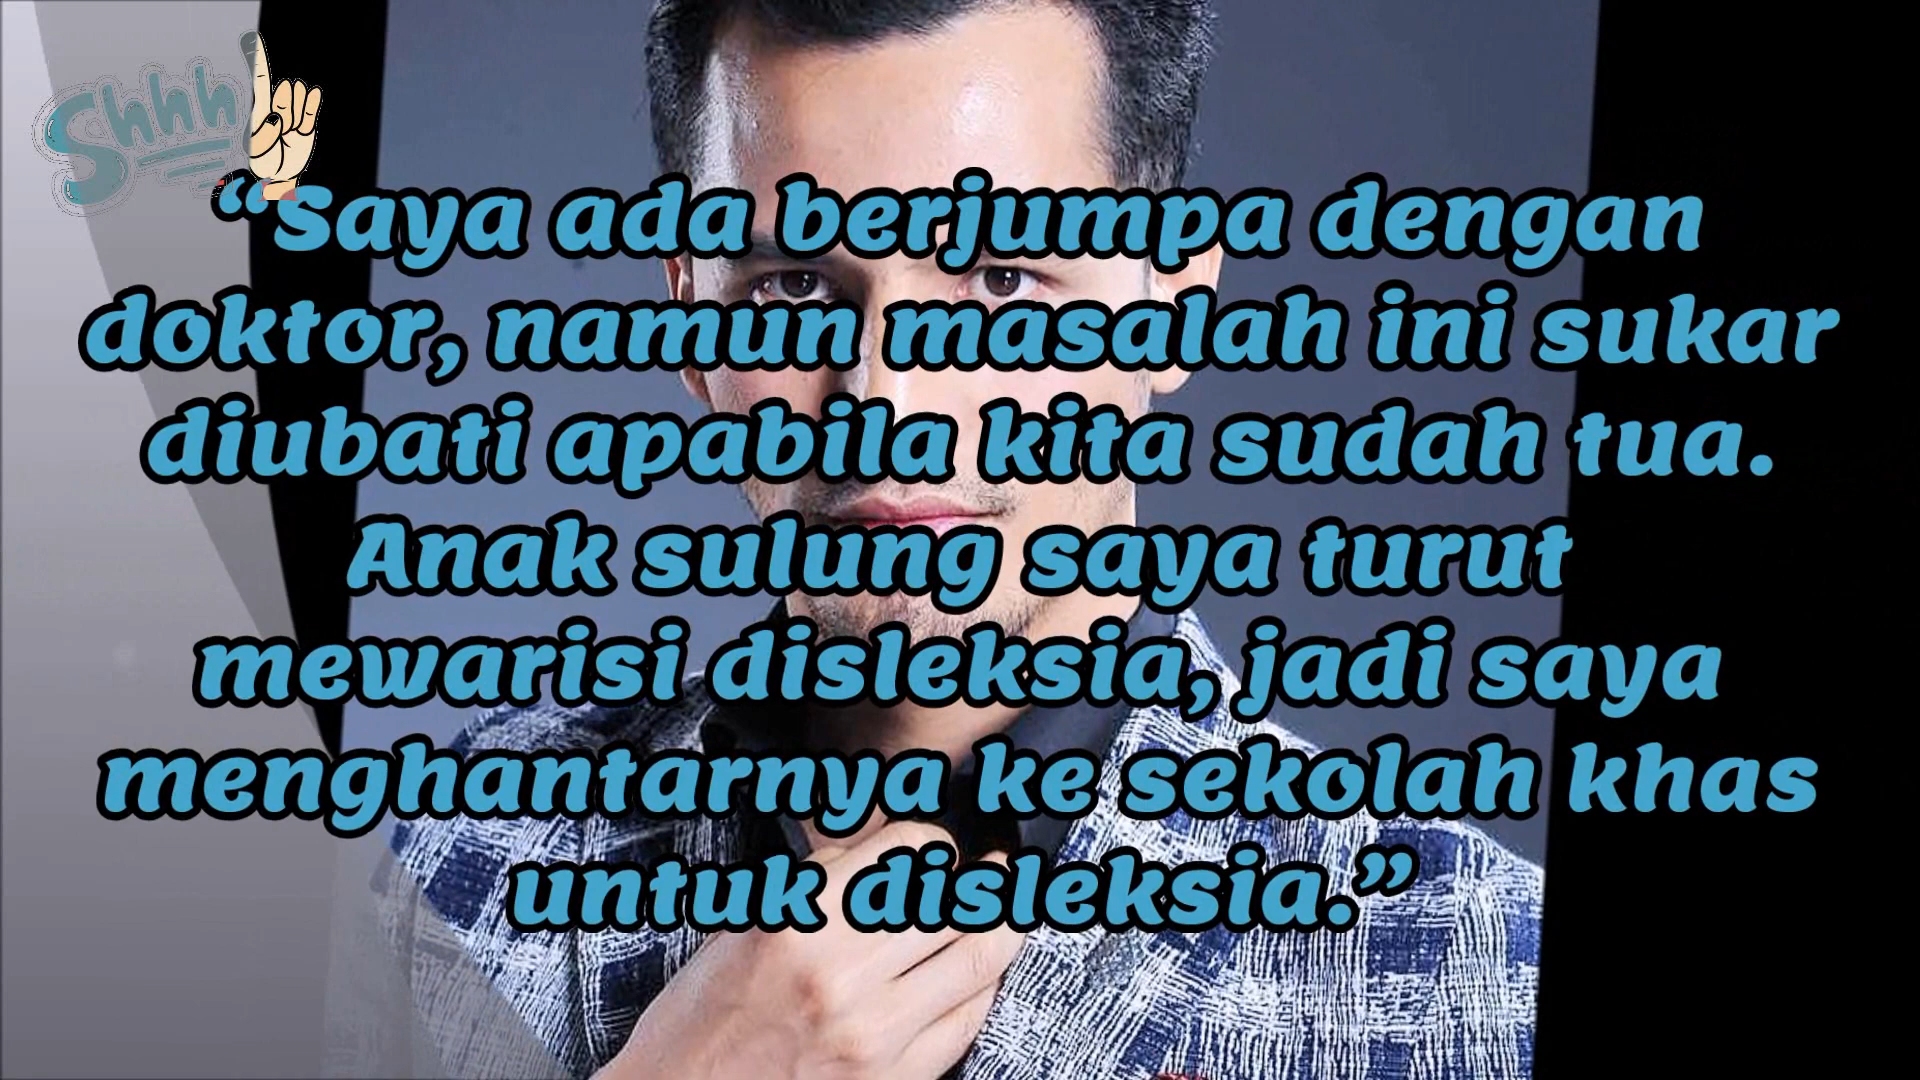 Shhh
“Saya ada berjumpa dengan
doktor, namun masalah ini sukar
diubati apabila kita sudah tua.
Anak sulung saya turut
mewarisi disleksia, jadi saya
menghantarnya ke sekolah khas
untuk disleksia.”